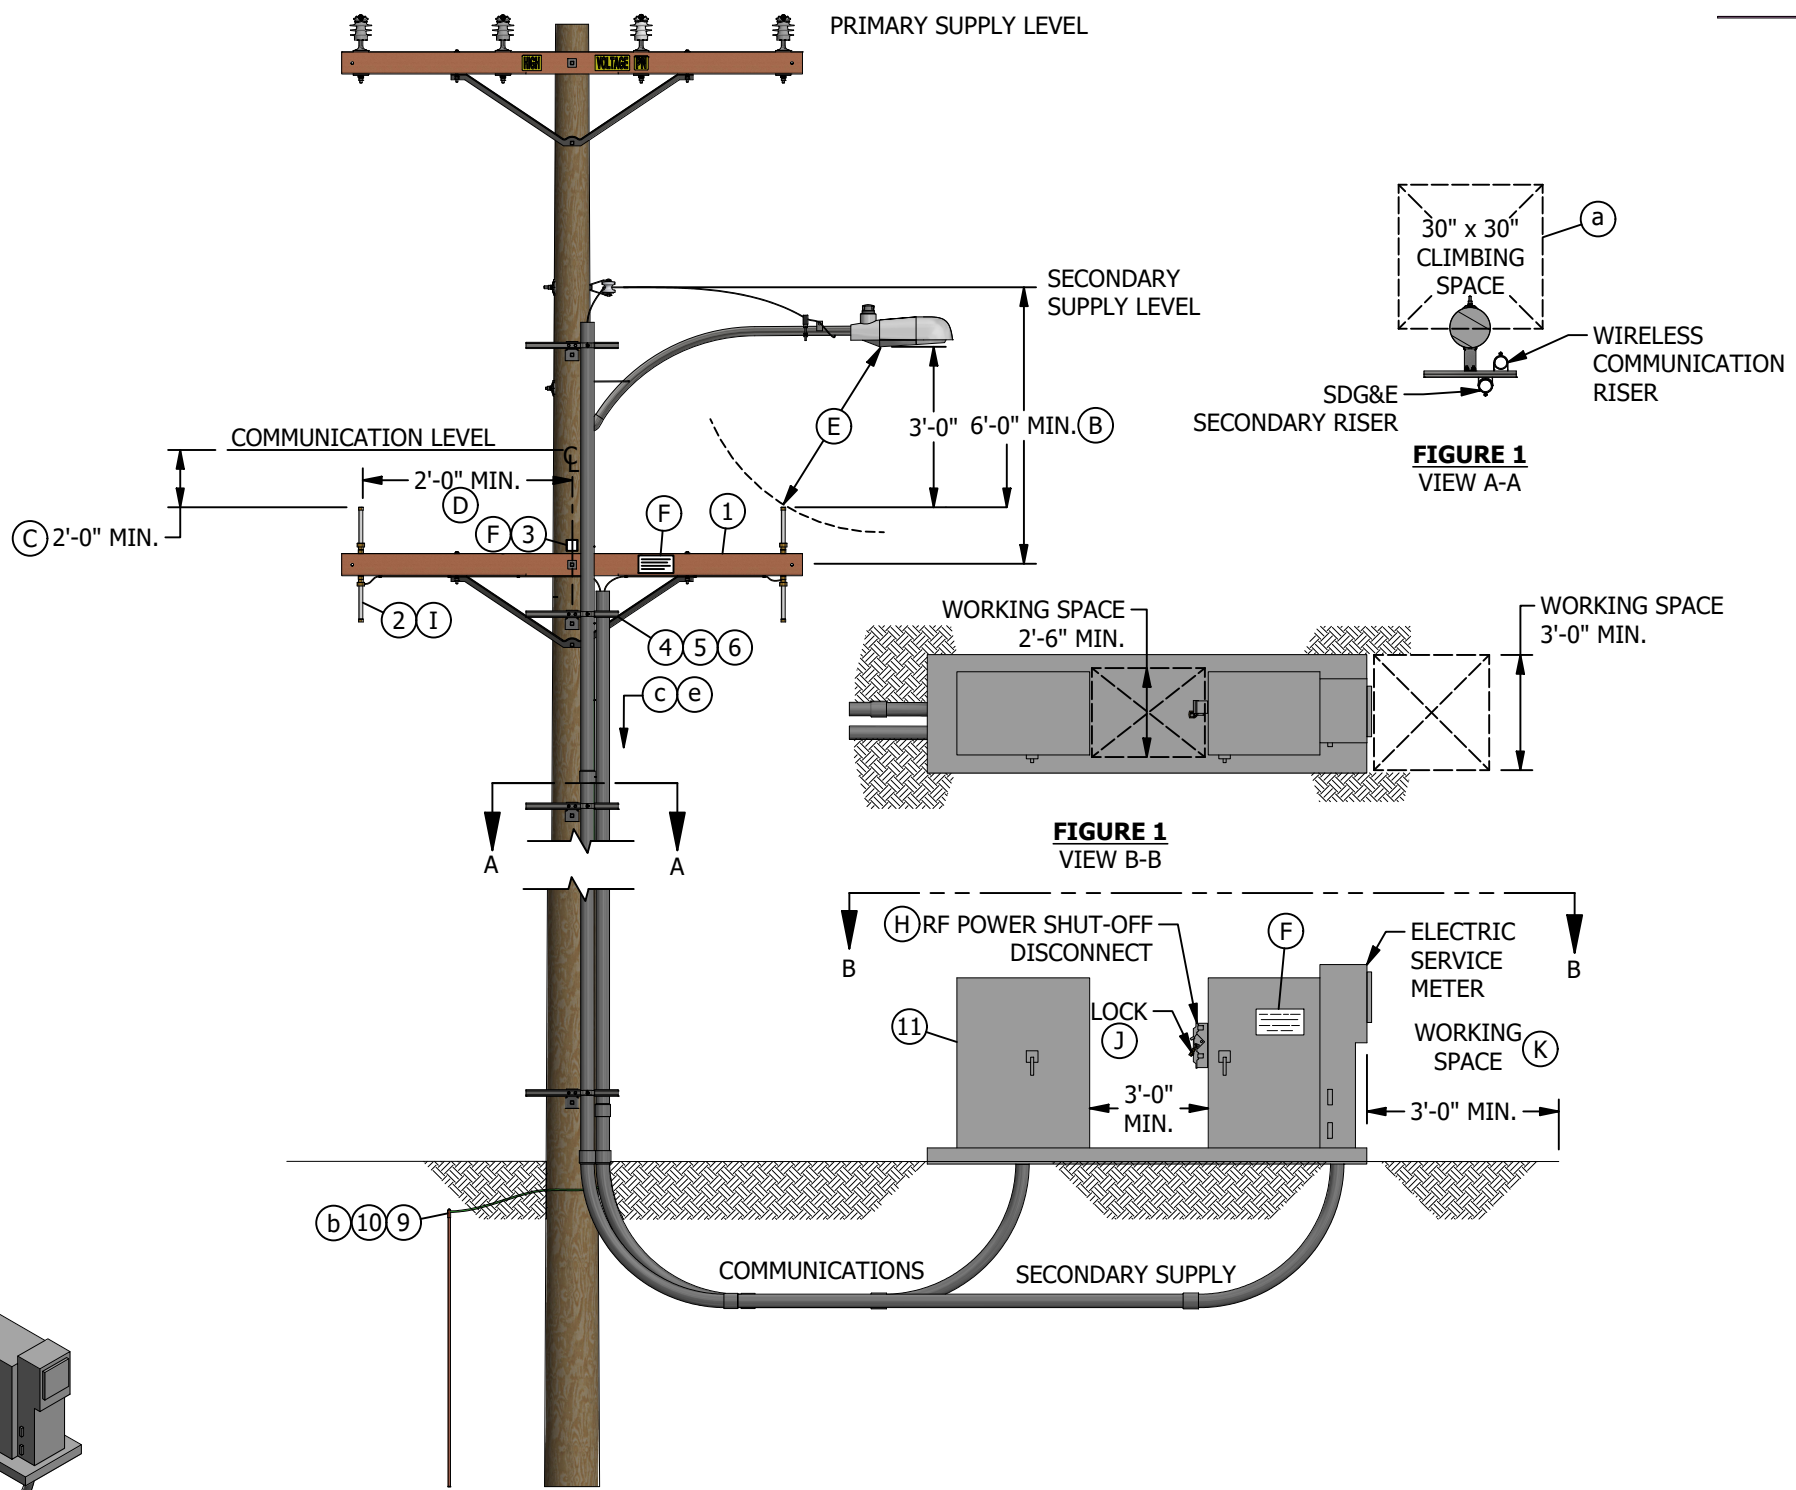 PRIMARY SUPPLY LEVEL
HIGH VOLTAGE
SECONDARY
SUPPLY LEVEL
30" x 30"
CLIMBING
SPACE
a
WIRELESS
COMMUNICATION
RISER
SDG&E
SECONDARY RISER
FIGURE 1
VIEW A-A
E
3'-0"
6'-0" MIN. B
COMMUNICATION LEVEL
CL
2'-0" MIN.
D
C 2'-0" MIN.
F 3
F
1
2 I
4 5 6
c e
A A
WORKING SPACE
2'-6" MIN.
WORKING SPACE
3'-0" MIN.
FIGURE 1
VIEW B-B
B B
H RF POWER SHUT-OFF
DISCONNECT
F
ELECTRIC
SERVICE
METER
11
LOCK
J
WORKING
SPACE K
3'-0"
MIN.
3'-0" MIN.
b 10 9
COMMUNICATIONS
SECONDARY SUPPLY